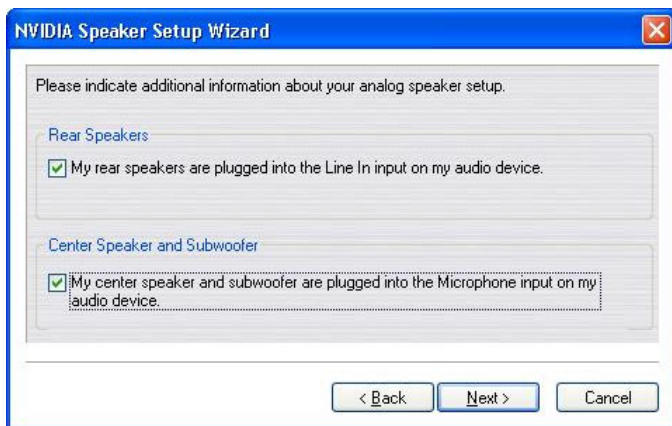 NVIDIA Speaker Setup Wizard
Please indicate additional information about your analog speaker setup.
Rear Speakers
My rear speakers are plugged into the Line In input on my audio device.
Center Speaker and Subwoofer
My center speaker and subwoofer are plugged into the Microphone input on my
audio device.
< Back Next > Cancel